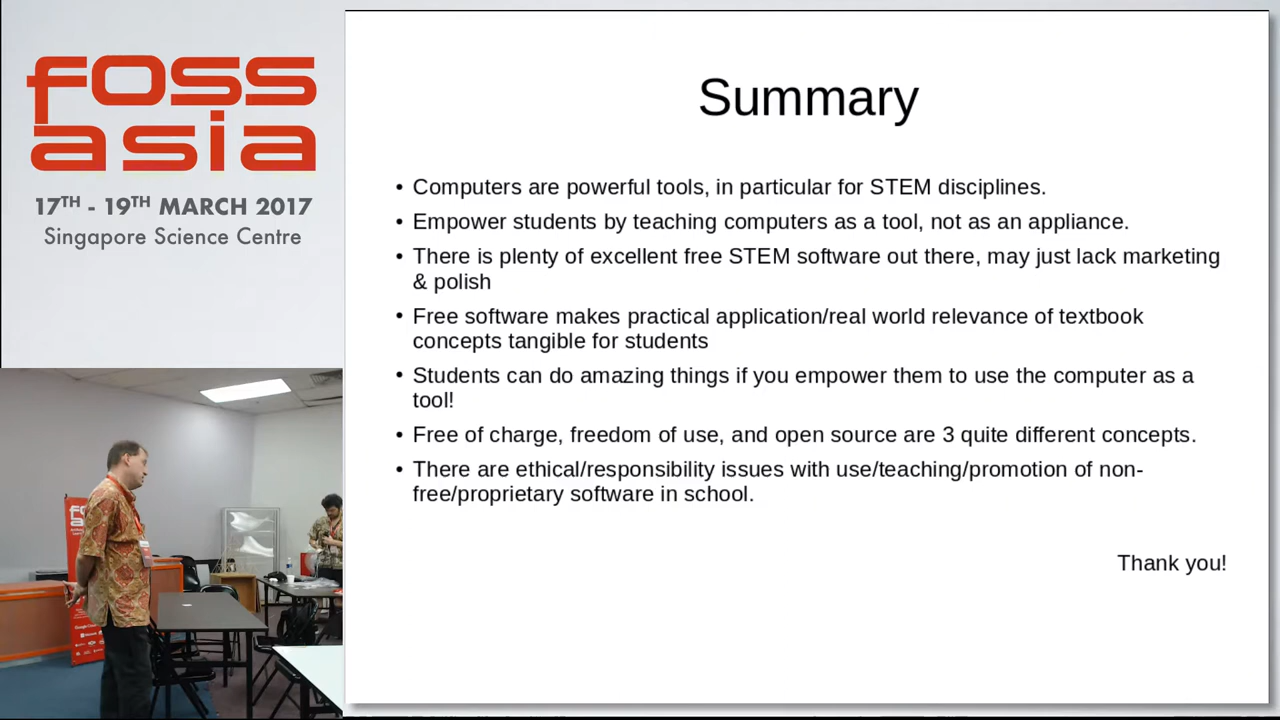 foss
asia
17TH - 19TH MARCH 2017
Singapore Science Centre
Summary
• Computers are powerful tools, in particular for STEM disciplines.
• Empower students by teaching computers as a tool, not as an appliance.
• There is plenty of excellent free STEM software out there, may just lack marketing
& polish
• Free software makes practical application/real world relevance of textbook
concepts tangible for students
• Students can do amazing things if you empower them to use the computer as a
tool!
• Free of charge, freedom of use, and open source are 3 quite different concepts.
• There are ethical/responsibility issues with use/teaching/promotion of non-
free/proprietary software in school.
Thank you!